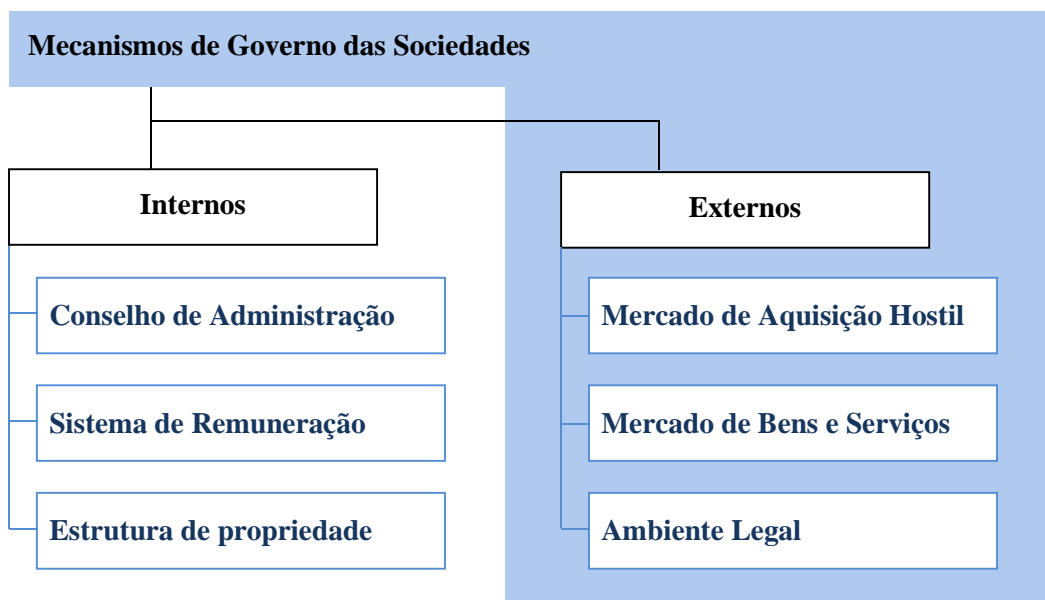 Mecanismos de Governo das Sociedades
Internos
Conselho de Administração
Sistema de Remuneração
Estrutura de propriedade
Externos
Mercado de Aquisição Hostil
Mercado de Bens e Serviços
Ambiente Legal